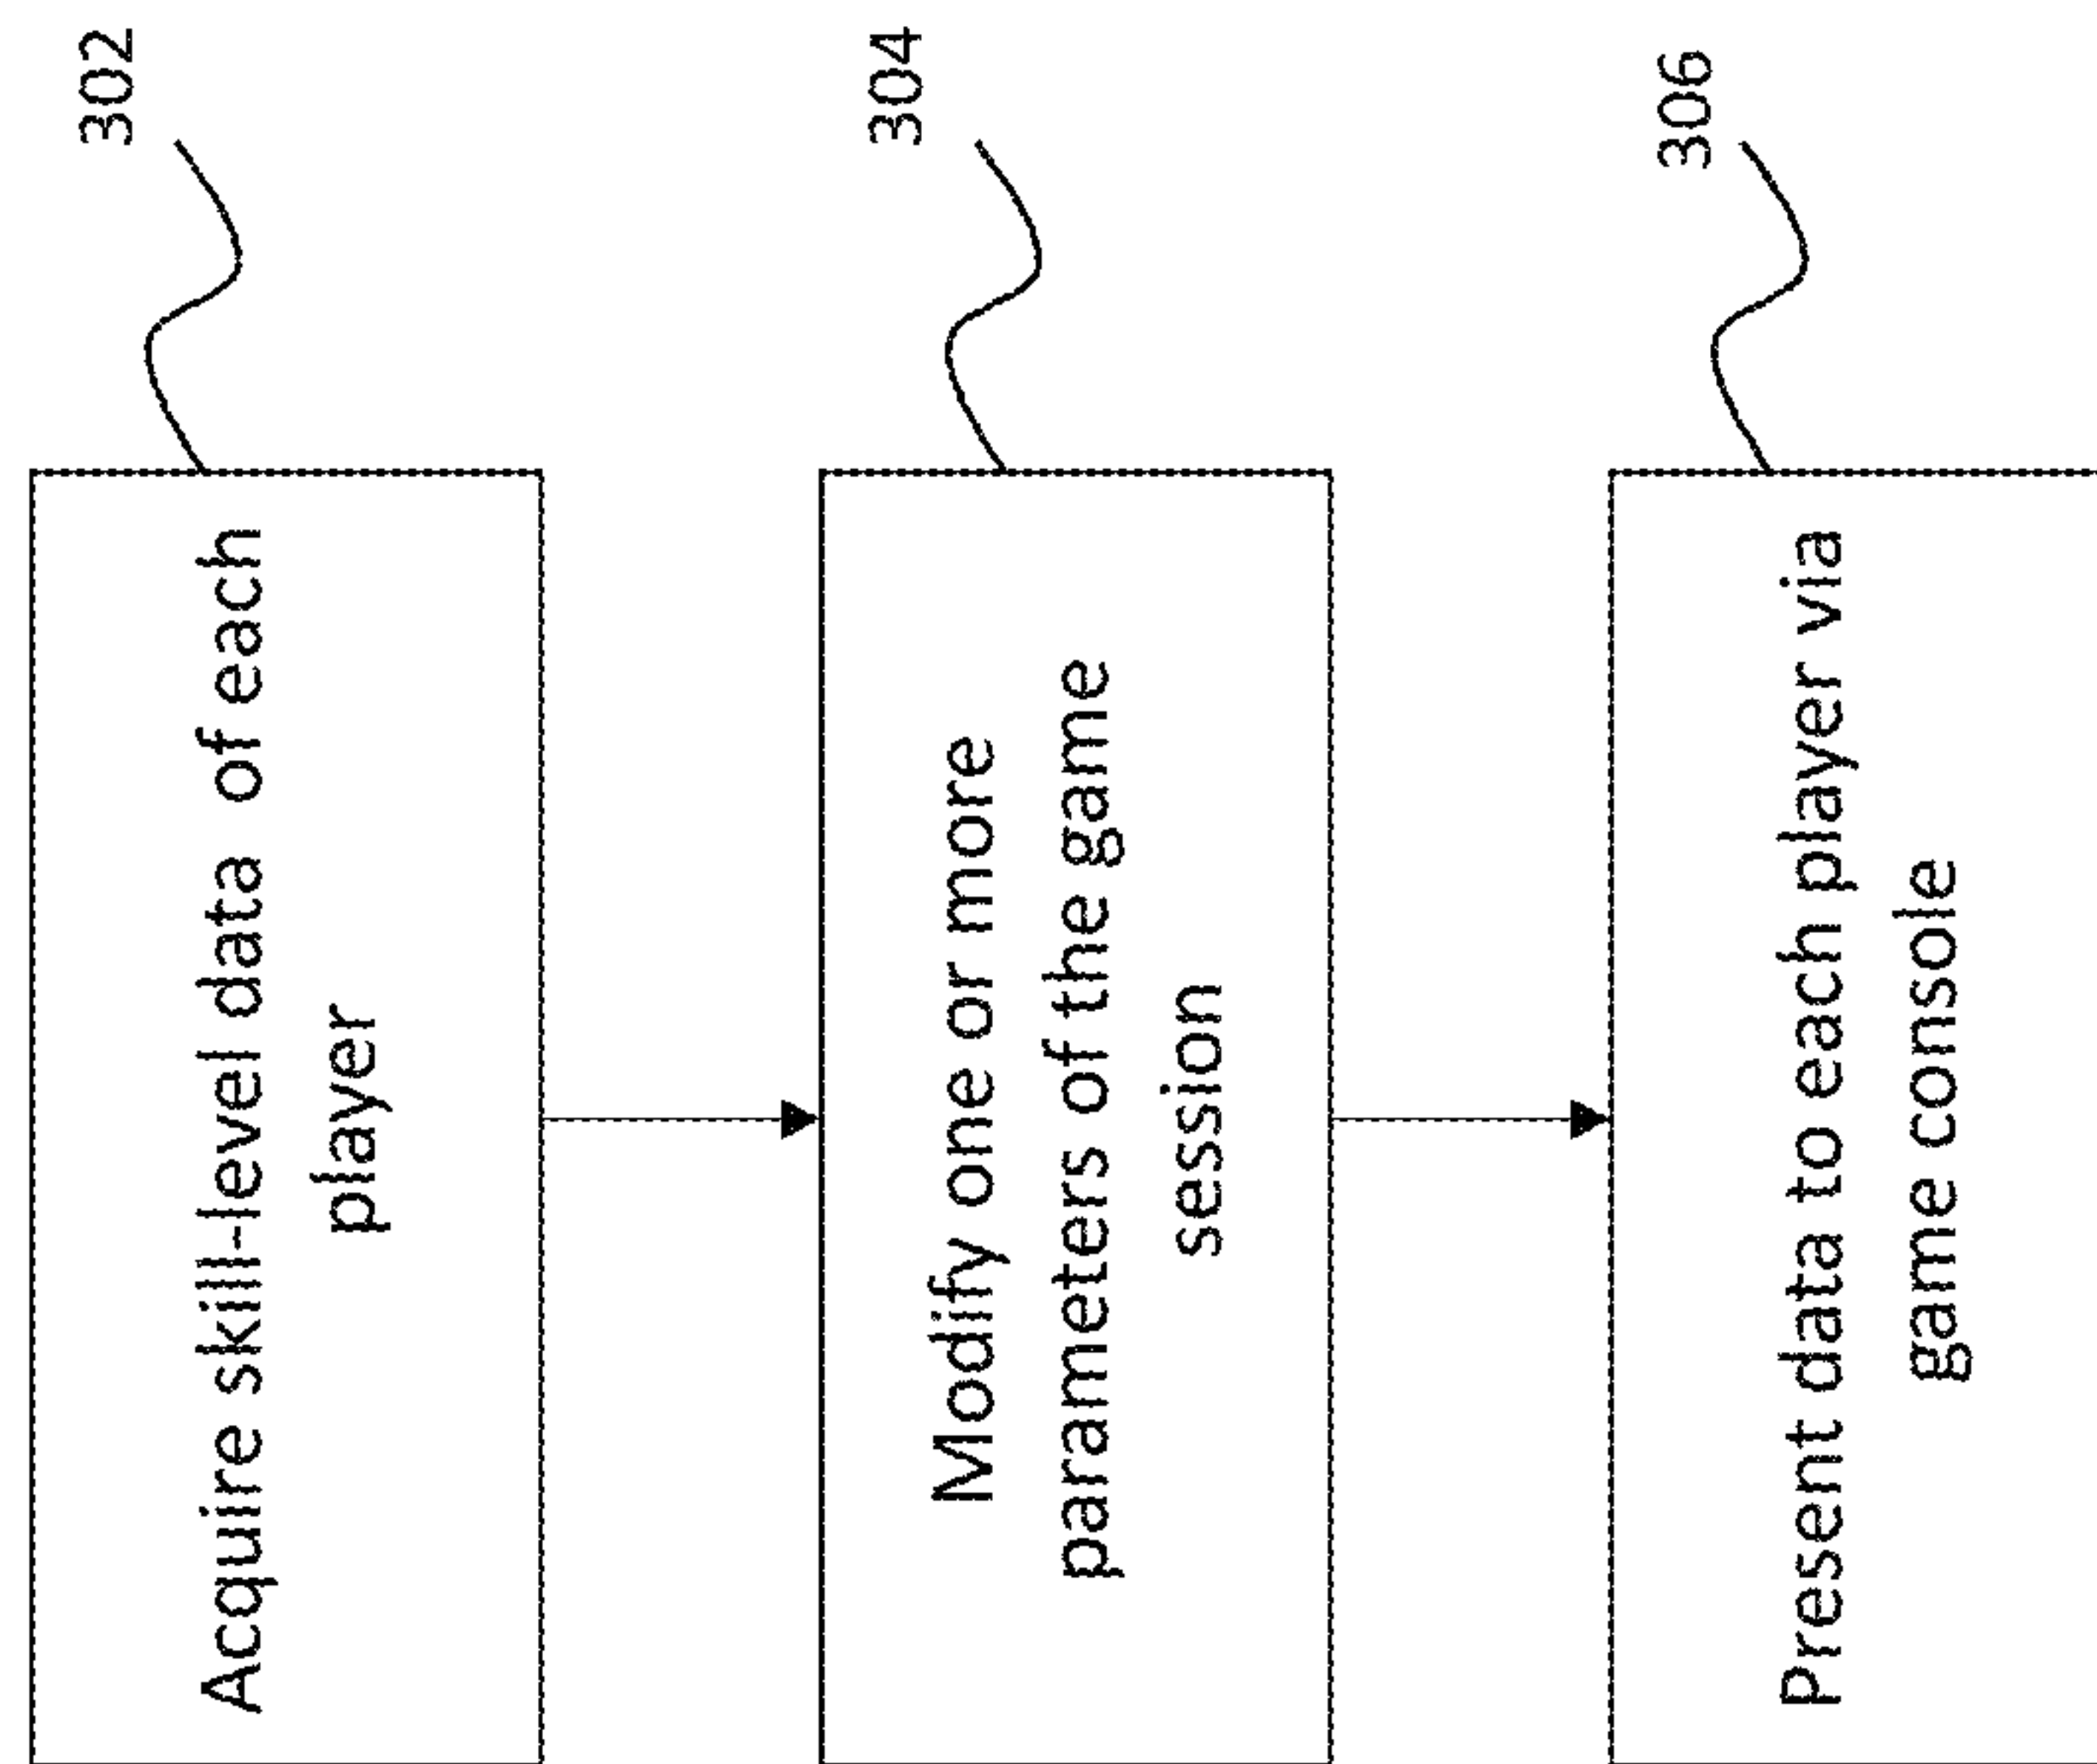 302
Acquire skill-level data of each
player
304
Modify one or more
parameters of the game
session
306
Present data to each player via
game console